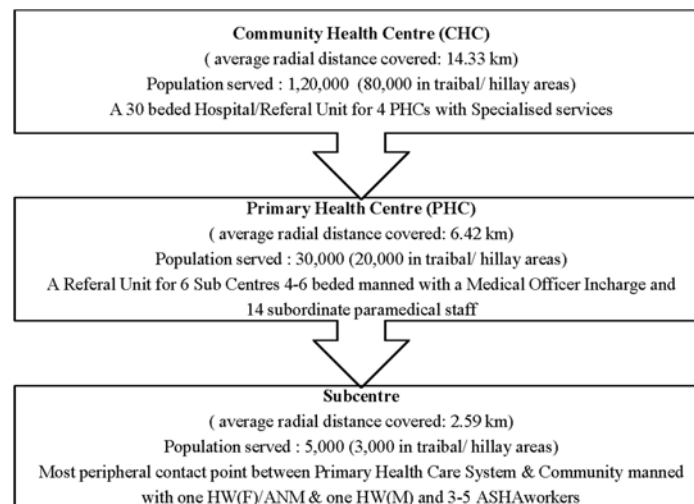 Community Health Centre (CHC)
( average radial distance covered: 14.33 km)
Population served : 1,20,000 (80,000 in traibal/ hillay areas)
A 30 beded Hospital/Referal Unit for 4 PHCs with Specialised services
Primary Health Centre (PHC)
( average radial distance covered: 6.42 km)
Population served : 30,000 (20,000 in traibal/ hillay areas)
A Referal Unit for 6 Sub Centres 4-6 beded manned with a Medical Officer Incharge and
14 subordinate paramedical staff
Subcentre
( average radial distance covered: 2.59 km)
Population served : 5,000 (3,000 in traibal/ hillay areas)
Most peripheral contact point between Primary Health Care System & Community manned
with one HW(F)/ANM & one HW(M) and 3-5 ASHAworkers